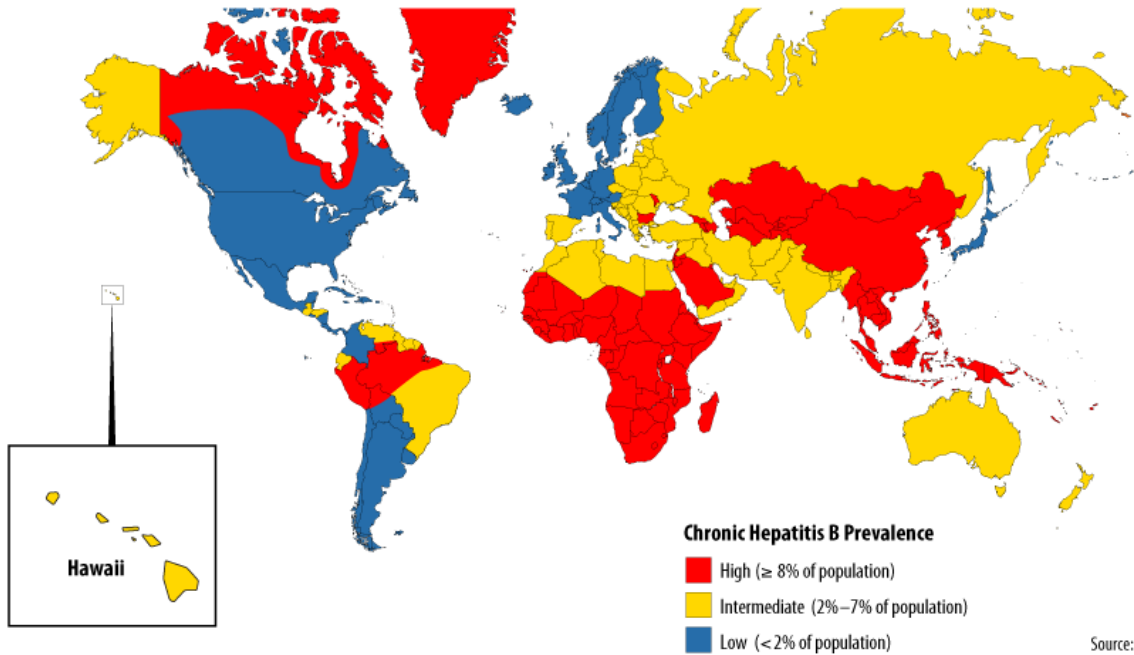 Hawaii
Chronic Hepatitis B Prevalence
High (≥ 8% of population)
Intermediate (2%–7% of population)
Low (<2% of population)
Source: